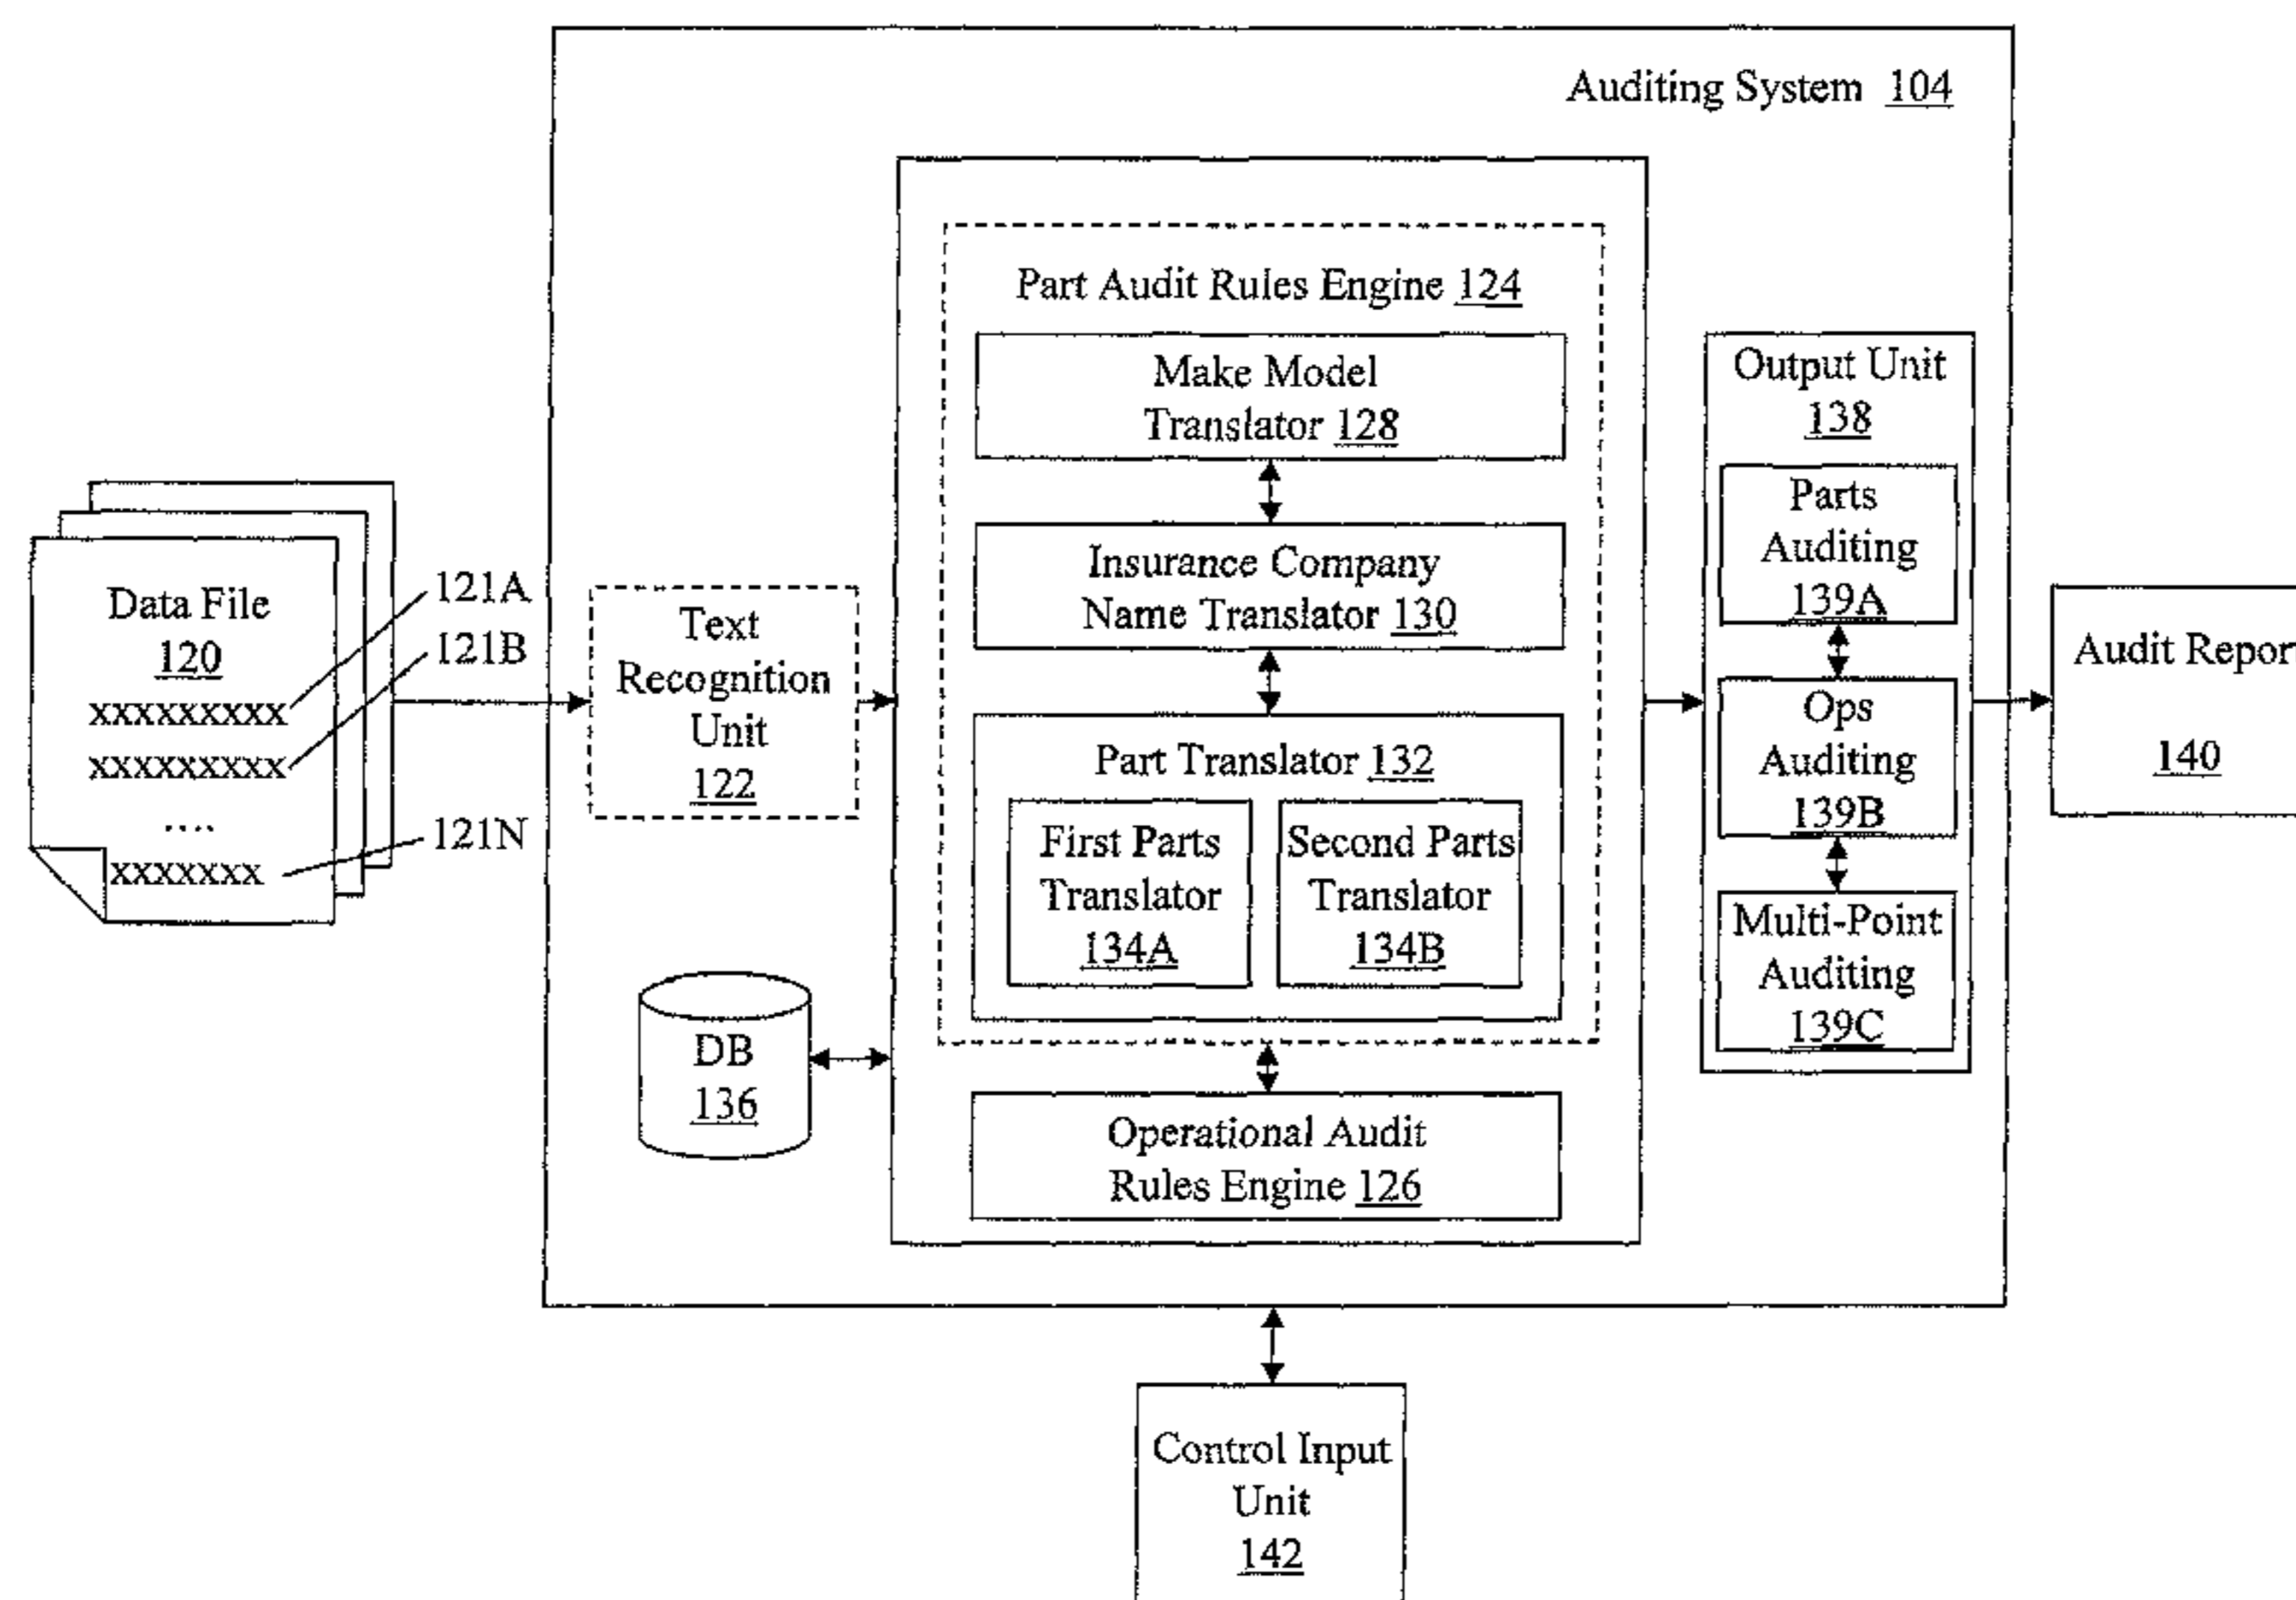 Auditing System 104
Part Audit Rules Engine 124
Make Model
Translator 128
Insurance Company
Name Translator 130
Part Translator 132
First Parts
Translator
134A
Second Parts
Translator
134B
Operational Audit
Rules Engine 126
Data File
120
xxxxxxxxx
xxxxxxxxx
....
xxxxxxx
121A
121B
121N
Text
Recognition
Unit
122
DB
136
Output Unit
138
Parts
Auditing
139A
Ops
Auditing
139B
Multi-Point
Auditing
139C
Audit Repor
140
Control Input
Unit
142